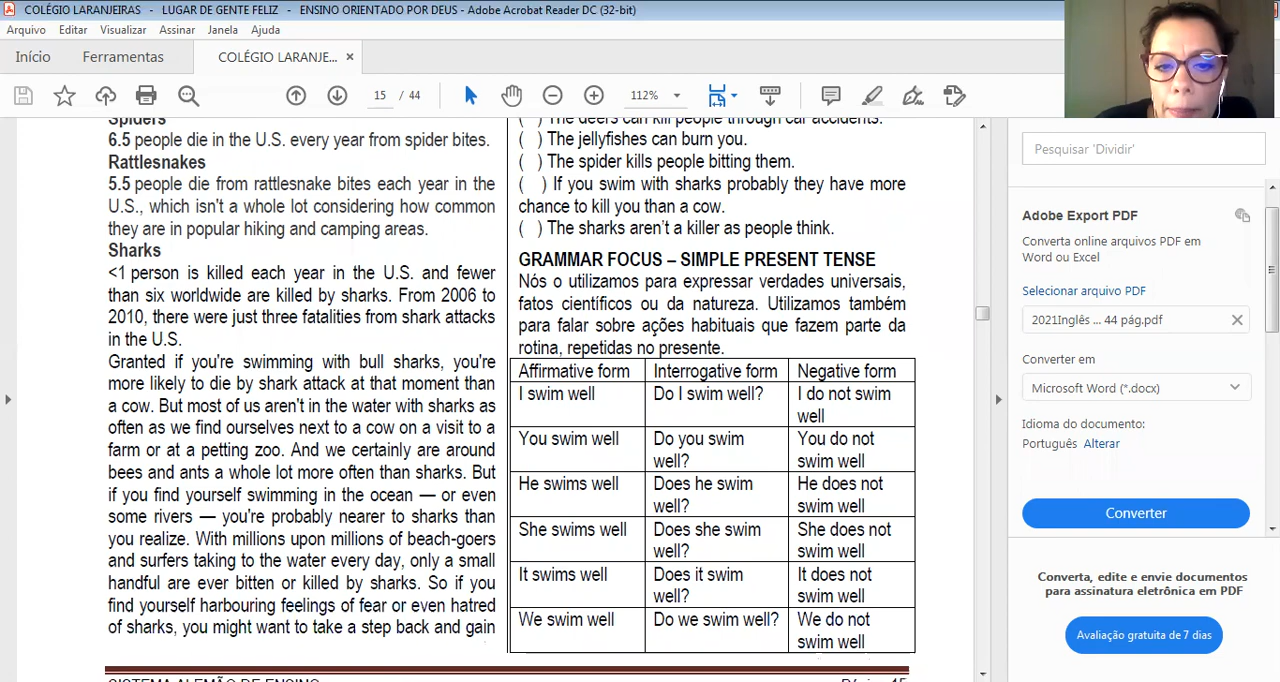 COLÉGIO LARANJEIRAS - LUGAR DE GENTE FELIZ - ENSINO ORIENTADO POR DEUS - Adobe Acrobat Reader DC (32-bit)
Arquivo Editar Visualizar Assinar Janela Ajuda
Início Ferramentas COLÉGIO LARANJE... ×
15 / 44 112%
Spiders
6.5 people die in the U.S. every year from spider bites.
Rattlesnakes
5.5 people die from rattlesnake bites each year in the
U.S., which isn't a whole lot considering how common
they are in popular hiking and camping areas.
Sharks
<1 person is killed each year in the U.S. and fewer
than six worldwide are killed by sharks. From 2006 to
2010, there were just three fatalities from shark attacks
in the U.S.
Granted if you're swimming with bull sharks, you're
more likely to die by shark attack at that moment than
a cow. But most of us aren't in the water with sharks as
often as we find ourselves next to a cow on a visit to a
farm or at a petting zoo. And we certainly are around
bees and ants a whole lot more often than sharks. But
if you find yourself swimming in the ocean — or even
some rivers — you're probably nearer to sharks than
you realize. With millions upon millions of beach-goers
and surfers taking to the water every day, only a small
handful are ever bitten or killed by sharks. So if you
find yourself harbouring feelings of fear or even hatred
of sharks, you might want to take a step back and gain
( ) The deers can kill people through car accidents.
( ) The jellyfishes can burn you.
( ) The spider kills people bitting them.
( ) If you swim with sharks probably they have more
chance to kill you than a cow.
( ) The sharks aren't a killer as people think.
GRAMMAR FOCUS – SIMPLE PRESENT TENSE
Nós o utilizamos para expressar verdades universais,
fatos científicos ou da natureza. Utilizamos também
para falar sobre ações habituais que fazem parte da
rotina, repetidas no presente.
Affirmative form Interrogative form Negative form
I swim well Do I swim well? I do not swim
well
You swim well Do you swim You do not
well? swim well
He swims well Does he swim He does not
well? swim well
She swims well Does she swim She does not
well? swim well
It swims well Does it swim It does not
well? swim well
We swim well Do we swim well? We do not
swim well
SISTEMA ALEMÃO DE ENSINO Página 15
Pesquisar 'Dividir'
Adobe Export PDF
Converta online arquivos PDF em
Word ou Excel
Selecionar arquivo PDF
2021Inglês ... 44 pág.pdf
Converter em
Microsoft Word (*.docx)
Idioma do documento:
Português Alterar
Converter
Converta, edite e envie documentos
para assinatura eletrônica em PDF
Avaliação gratuita de 7 dias